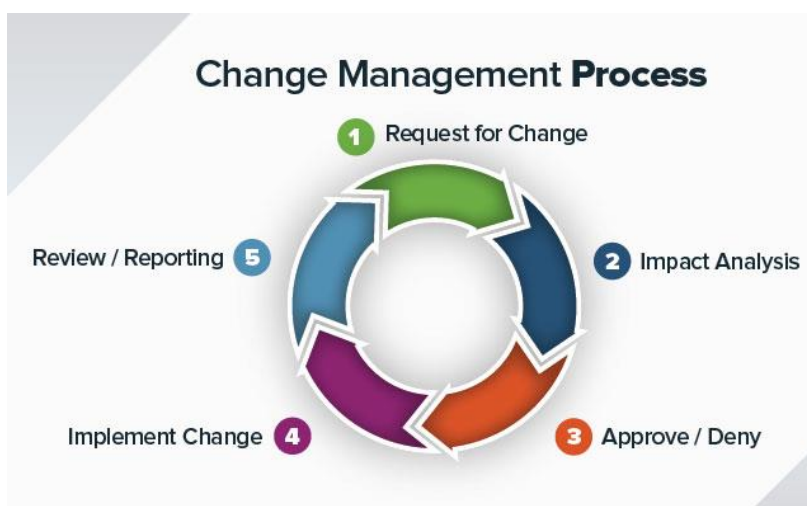 Change Management Process
1 Request for Change
2 Impact Analysis
3 Approve / Deny
Implement Change 4
Review / Reporting 5